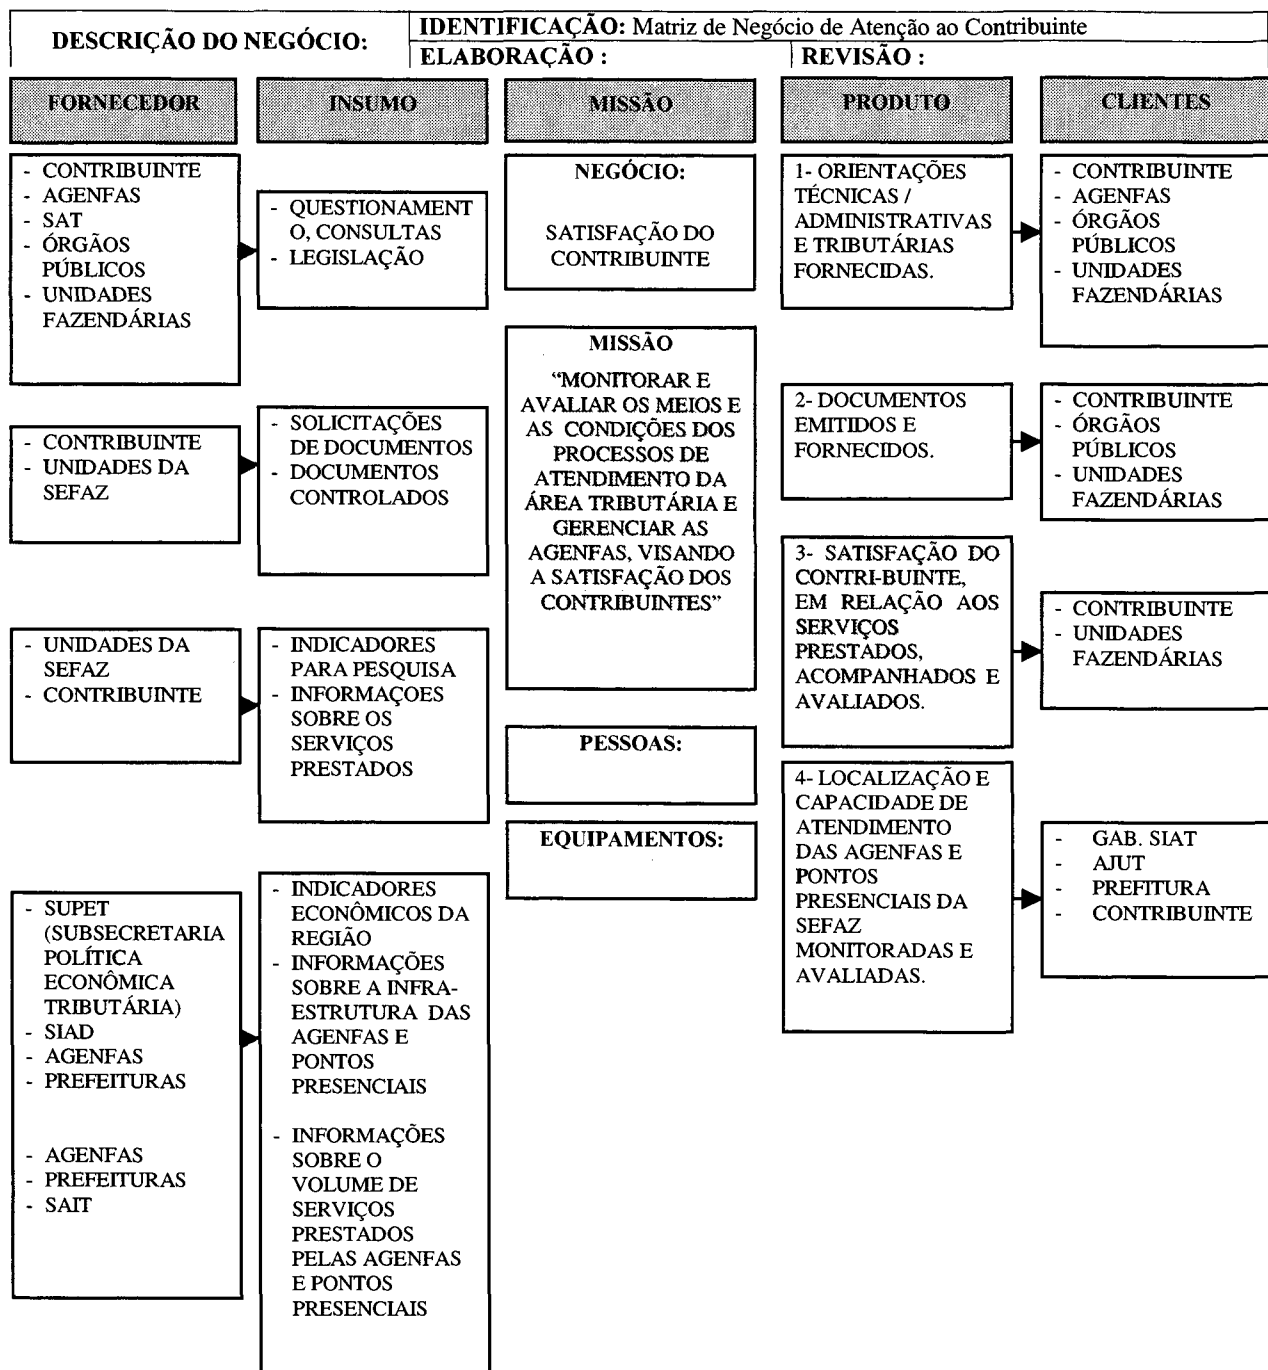 DESCRIÇÃO DO NEGÓCIO:
IDENTIFICAÇÃO: Matriz de Negócio de Atenção ao Contribuinte
ELABORAÇÃO :
REVISÃO :
FORNECEDOR
INSUMO
MISSÃO
PRODUTO
CLIENTES
- CONTRIBUINTE
- AGENFAS
- SAT
- ÓRGÃOS
PÚBLICOS
- UNIDADES
FAZENDÁRIAS
- QUESTIONAMENT
O, CONSULTAS
- LEGISLAÇÃO
NEGÓCIO:
SATISFAÇÃO DO
CONTRIBUINTE
1- ORIENTAÇÕES
TÉCNICAS /
ADMINISTRATIVAS
E TRIBUTÁRIAS
FORNECIDAS.
- CONTRIBUINTE
- AGENFAS
- ÓRGÃOS
PÚBLICOS
- UNIDADES
FAZENDÁRIAS
- CONTRIBUINTE
- UNIDADES DA
SEFAZ
- SOLICITAÇÕES
DE DOCUMENTOS
- DOCUMENTOS
CONTROLADOS
MISSÃO
“MONITORAR E
AVALIAR OS MEIOS E
AS CONDIÇÕES DOS
PROCESSOS DE
ATENDIMENTO DA
ÁREA TRIBUTÁRIA E
GERENCIAR AS
AGENFAS, VISANDO
A SATISFAÇÃO DOS
CONTRIBUINTES”
2- DOCUMENTOS
EMITIDOS E
FORNECIDOS.
- CONTRIBUINTE
- ÓRGÃOS
PÚBLICOS
- UNIDADES
FAZENDÁRIAS
- UNIDADES DA
SEFAZ
- CONTRIBUINTE
- INDICADORES
PARA PESQUISA
- INFORMAÇOES
SOBRE OS
SERVIÇOS
PRESTADOS
3- SATISFAÇÃO DO
CONTRI-BUINTE,
EM RELAÇÃO AOS
SERVIÇOS
PRESTADOS,
ACOMPANHADOS E
AVALIADOS.
- CONTRIBUINTE
- UNIDADES
FAZENDÁRIAS
PESSOAS:
EQUIPAMENTOS:
- SUPET
(SUBSECRETARIA
POLÍTICA
ECONÔMICA
TRIBUTÁRIA)
- SIAD
- AGENFAS
- PREFEITURAS
- AGENFAS
- PREFEITURAS
- SAIT
- INDICADORES
ECONÔMICOS DA
REGIÃO
- INFORMAÇÕES
SOBRE A INFRA-
ESTRUTURA DAS
AGENFAS E
PONTOS
PRESENCIAIS
- INFORMAÇÕES
SOBRE O
VOLUME DE
SERVIÇOS
PRESTADOS
PELAS AGENFAS
E PONTOS
PRESENCIAIS
4- LOCALIZAÇÃO E
CAPACIDADE DE
ATENDIMENTO
DAS AGENFAS E
PONTOS
PRESENCIAIS DA
SEFAZ
MONITORADAS E
AVALIADAS.
- GAB. SIAT
- AJUT
- PREFITURA
- CONTRIBUINTE